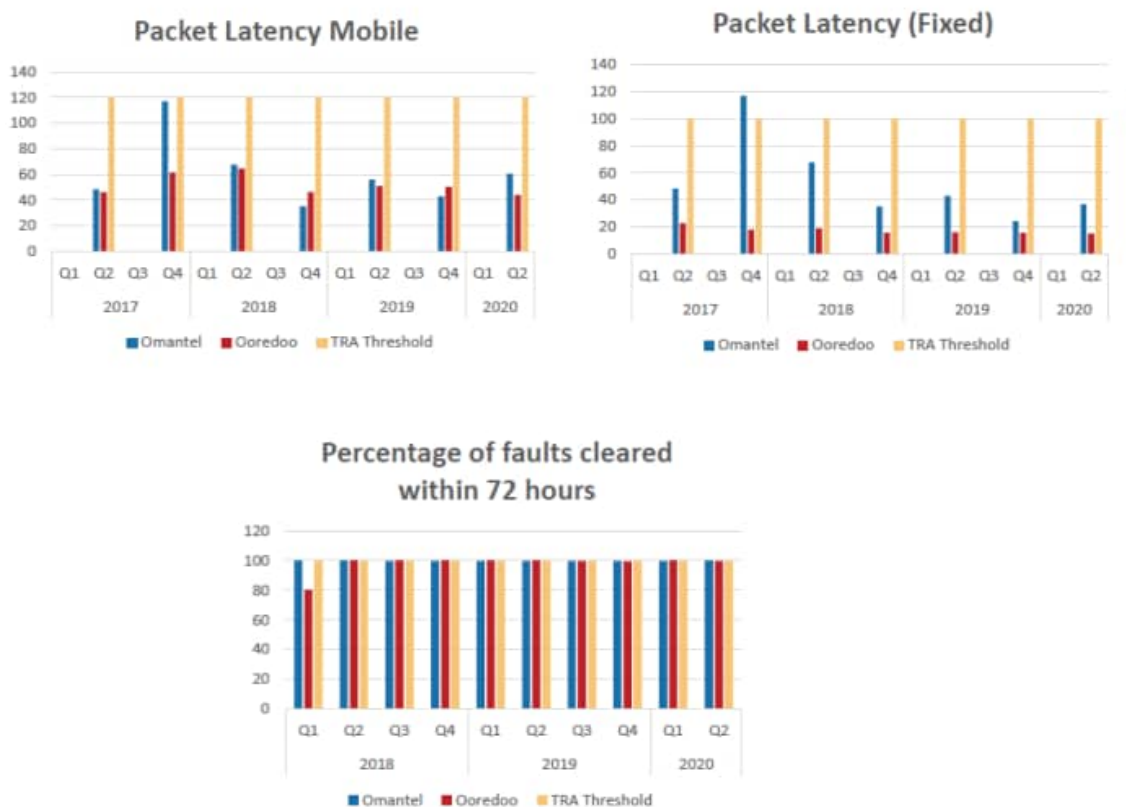 Packet Latency Mobile
140
120
100
80
60
40
20
0
Q1 Q2 Q3 Q4 Q1 Q2 Q3 Q4 Q1 Q2 Q3 Q4 Q1 Q2
2017 2018 2019 2020
Omantel Ooredoo TRA Threshold
Packet Latency (Fixed)
140
120
100
80
60
40
20
0
Q1 Q2 Q3 Q4 Q1 Q2 Q3 Q4 Q1 Q2 Q3 Q4 Q1 Q2
2017 2018 2019 2020
Omantel Ooredoo TRA Threshold
Percentage of faults cleared
within 72 hours
120
100
80
60
40
20
0
Q1 Q2 Q3 Q4 Q1 Q2 Q3 Q4 Q1 Q2
2018 2019 2020
Omantel Ooredoo TRA Threshold